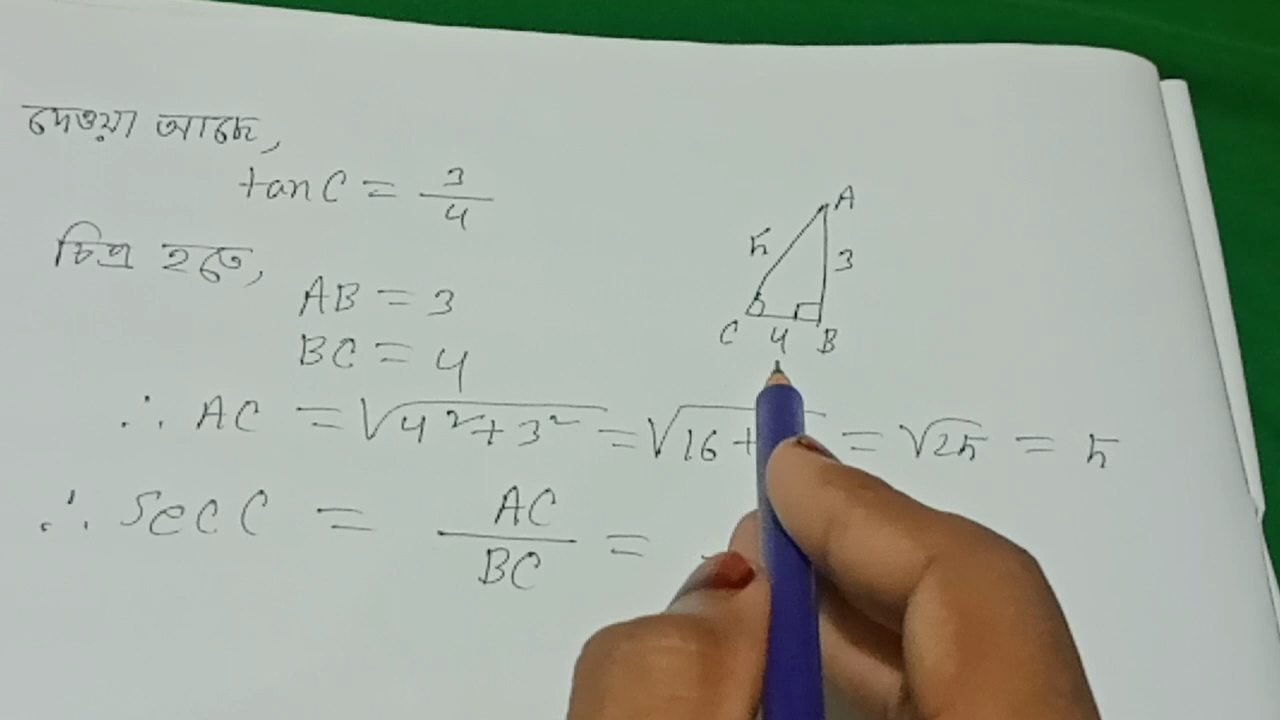 দেওয়া আছে,
tan C = 3/4
চিত্র হতে,
AB = 3
BC = 4
∴ AC = √4²+3² = √16+ = √25 = 5
∴ sec C = AC/BC =
A
5
3
C
4
B